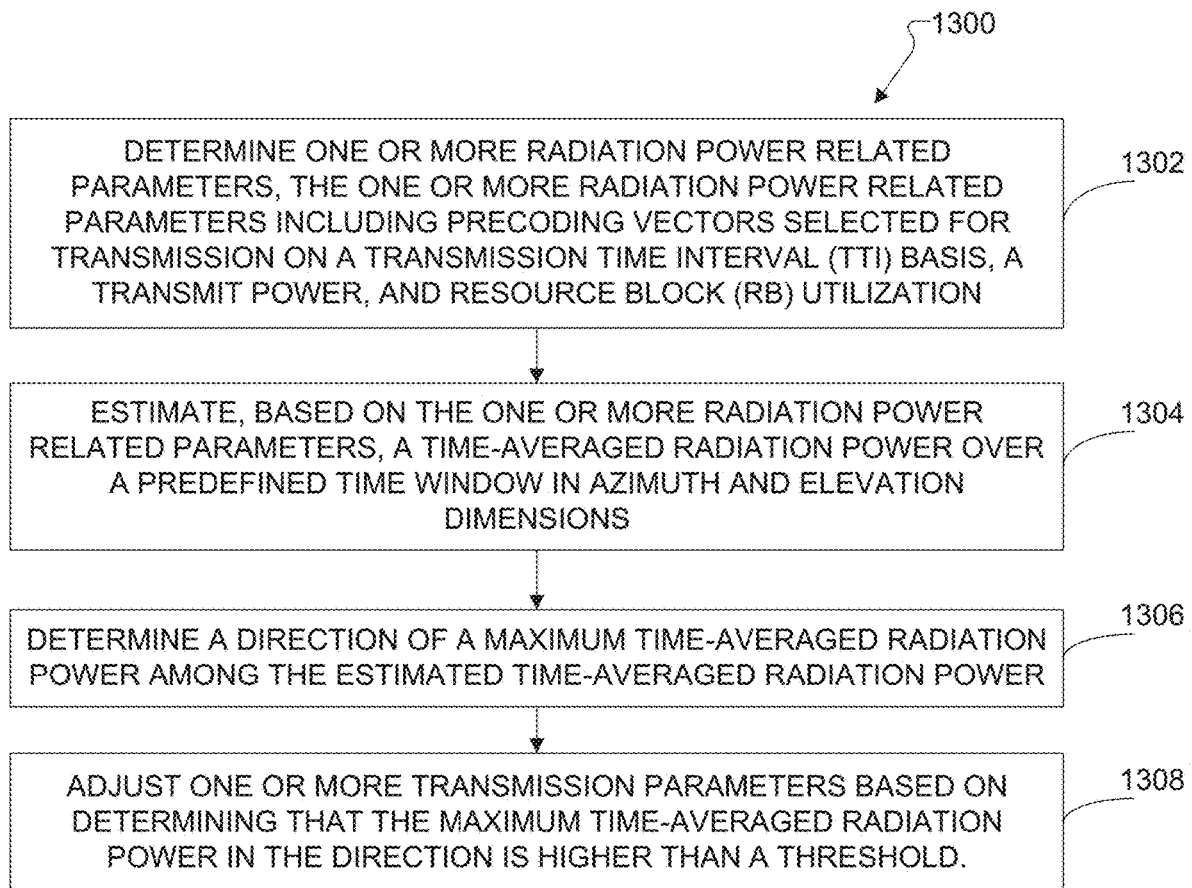 1300
DETERMINE ONE OR MORE RADIATION POWER RELATED
PARAMETERS, THE ONE OR MORE RADIATION POWER RELATED
PARAMETERS INCLUDING PRECODING VECTORS SELECTED FOR
TRANSMISSION ON A TRANSMISSION TIME INTERVAL (TTI) BASIS, A
TRANSMIT POWER, AND RESOURCE BLOCK (RB) UTILIZATION
1302
ESTIMATE, BASED ON THE ONE OR MORE RADIATION POWER
RELATED PARAMETERS, A TIME-AVERAGED RADIATION POWER OVER
A PREDEFINED TIME WINDOW IN AZIMUTH AND ELEVATION
DIMENSIONS
1304
DETERMINE A DIRECTION OF A MAXIMUM TIME-AVERAGED RADIATION
POWER AMONG THE ESTIMATED TIME-AVERAGED RADIATION POWER
1306
ADJUST ONE OR MORE TRANSMISSION PARAMETERS BASED ON
DETERMINING THAT THE MAXIMUM TIME-AVERAGED RADIATION
POWER IN THE DIRECTION IS HIGHER THAN A THRESHOLD.
1308